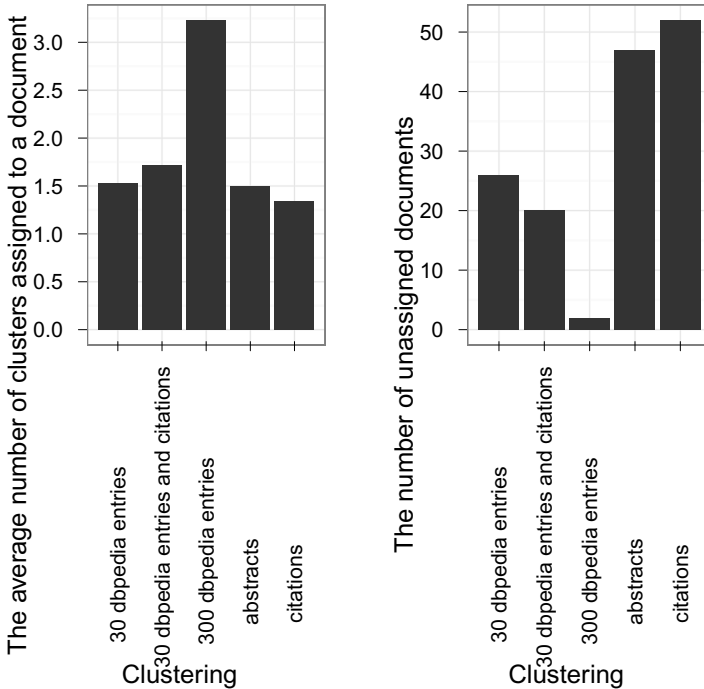 The average number of clusters assigned to a document
3.0
2.5
2.0
1.5
1.0
0.5
0.0
30 dbpedia entries
30 dbpedia entries and citations
300 dbpedia entries
abstracts
citations
Clustering
The number of unassigned documents
50
40
30
20
10
0
30 dbpedia entries
30 dbpedia entries and citations
300 dbpedia entries
abstracts
citations
Clustering